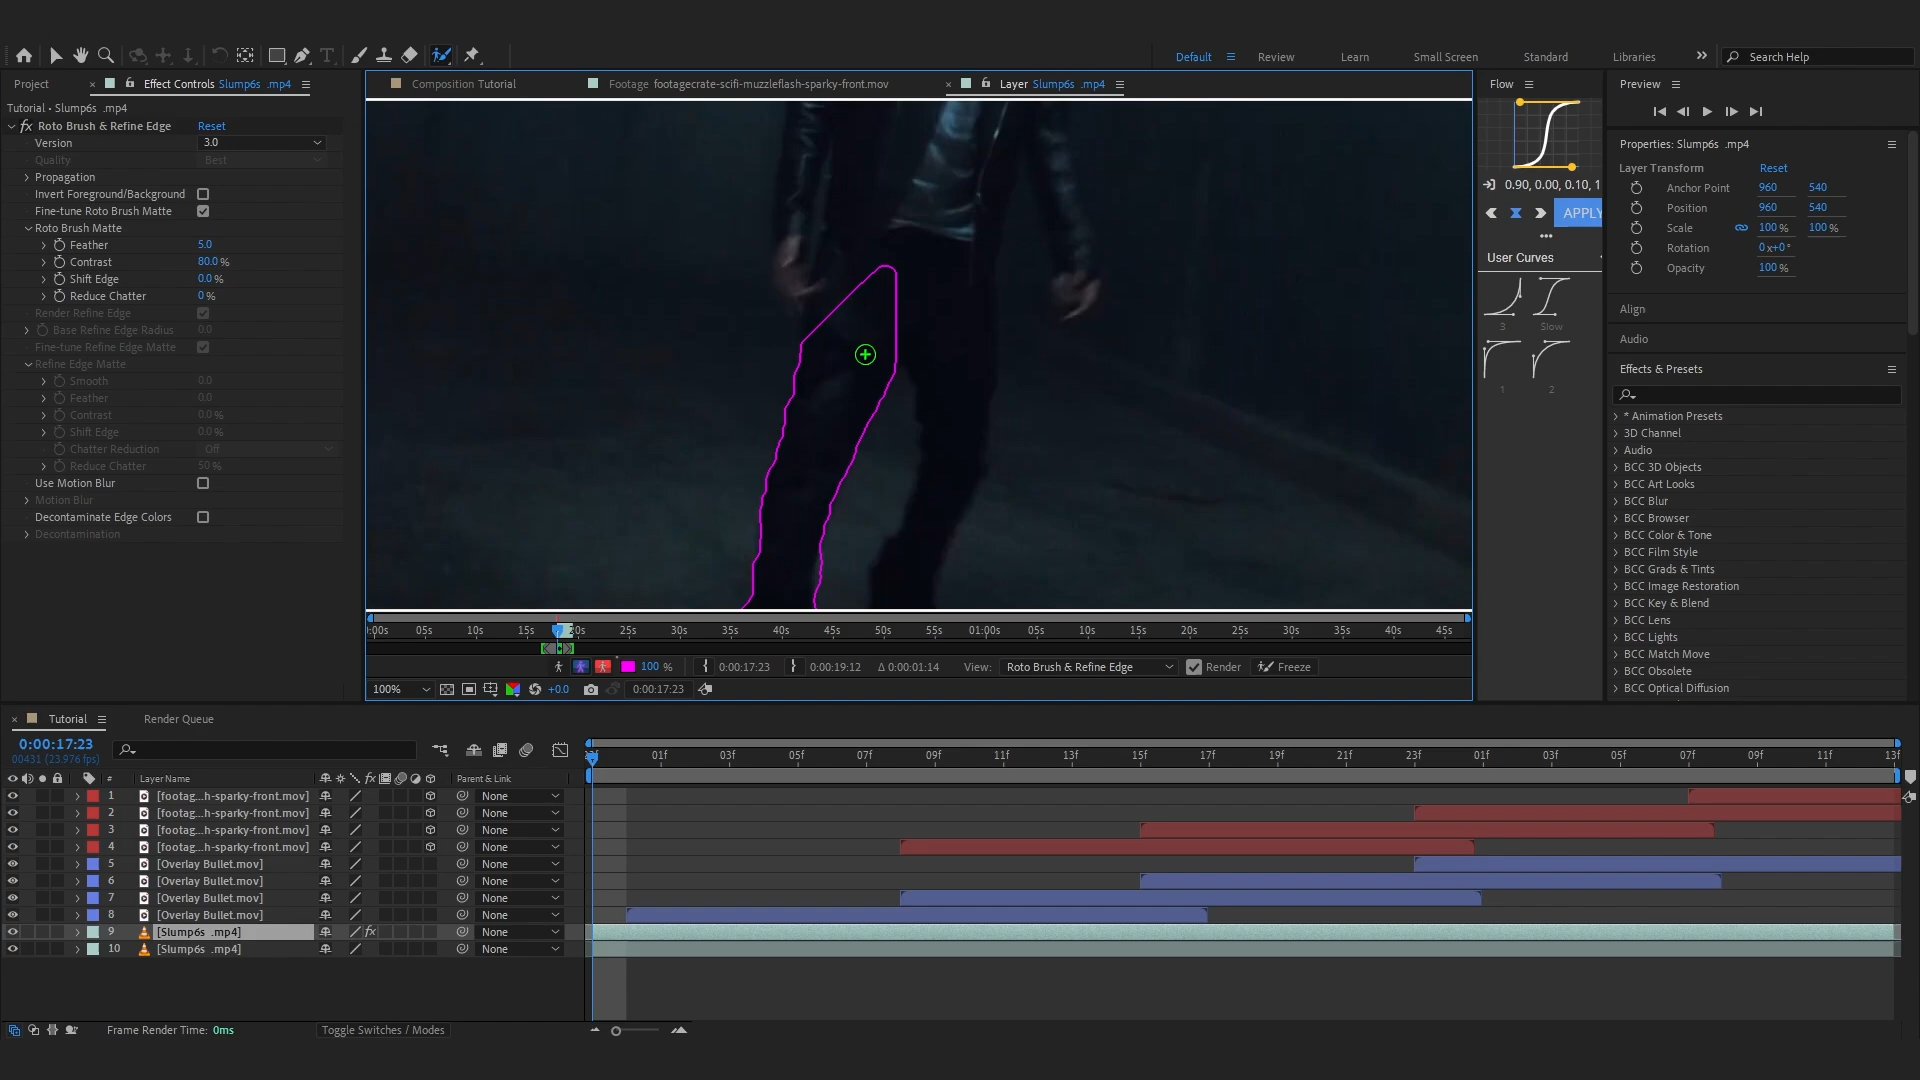 Default
Review
Learn
Small Screen
Standard
Libraries
Search Help
Project
Effect Controls Slump6s .mp4
Composition Tutorial
Footage footagecrate-scifi-muzzleflash-sparky-front.mov
Layer Slump6s .mp4
Flow
Preview
Tutorial • Slump6s .mp4
Roto Brush & Refine Edge Reset
Version 3.0
Quality Best
Propagation
Invert Foreground/Background
Fine-tune Roto Brush Matte
Roto Brush Matte
Feather 5.0
Contrast 80.0 %
Shift Edge 0.0 %
Reduce Chatter 0 %
Render Refine Edge
Base Refine Edge Radius 0.0
Fine-tune Refine Edge Matte
Refine Edge Matte
Smooth 0.0
Feather 0.0
Contrast 0.0 %
Shift Edge 0.0 %
Chatter Reduction Off
Reduce Chatter 50 %
Use Motion Blur
Motion Blur
Decontaminate Edge Colors
Decontamination
0.90, 0.00, 0.10, 1
APPLY
User Curves
3 Slow
1 2
Properties: Slump6s .mp4
Layer Transform Reset
Anchor Point 960 540
Position 960 540
Scale 100 % 100 %
Rotation 0x+0°
Opacity 100 %
Align
Audio
Effects & Presets
* Animation Presets
3D Channel
Audio
BCC 3D Objects
BCC Art Looks
BCC Blur
BCC Browser
BCC Color & Tone
BCC Film Style
BCC Grads & Tints
BCC Image Restoration
BCC Key & Blend
BCC Lens
BCC Lights
BCC Match Move
BCC Obsolete
BCC Optical Diffusion
:00s 05s 10s 15s 20s 25s 30s 35s 40s 45s 50s 55s 01:00s 05s 10s 15s 20s 25s 30s 35s 40s 45s
100 % 0:00:17:23 0:00:19:12 Δ 0:00:01:14 View: Roto Brush & Refine Edge Render Freeze
100% +0.0 0:00:17:23
Tutorial
Render Queue
0:00:17:23
00431 (23.976 fps)
01f 03f 05f 07f 09f 11f 13f 15f 17f 19f 21f 23f 01f 03f 05f 07f 09f 11f 13f
# Layer Name fx Parent & Link
1 [footag...h-sparky-front.mov] None
2 [footag...h-sparky-front.mov] None
3 [footag...h-sparky-front.mov] None
4 [footag...h-sparky-front.mov] None
5 [Overlay Bullet.mov] None
6 [Overlay Bullet.mov] None
7 [Overlay Bullet.mov] None
8 [Overlay Bullet.mov] None
9 [Slump6s .mp4] fx None
10 [Slump6s .mp4] None
Frame Render Time: 0ms
Toggle Switches / Modes